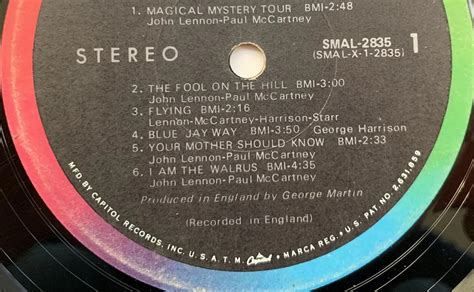 1. MAGICAL MYSTERY TOUR BMI-2:48
John Lennon-Paul McCartney
STEREO
SMAL-2835
(SMAL-X-1-2835)
1
2. THE FOOL ON THE HILL BMI-3:00
John Lennon-Paul McCartney
3. FLYING BMI-2:16
Lennon-McCartney-Harrison-Starr
4. BLUE JAY WAY BMI-3:50 George Harrison
5. YOUR MOTHER SHOULD KNOW BMI-2:33
John Lennon-Paul McCartney
6. I AM THE WALRUS BMI-4:35
John Lennon-Paul McCartney
Produced in England by George Martin
(Recorded in England)
MFD. BY CAPITOL RECORDS, INC. U.S.A. T.M. Capitol MARCA REG. • U.S. PAT. NO. 2,631,859